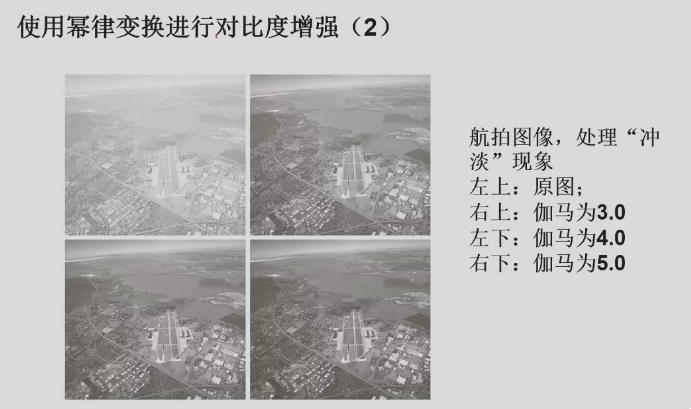 使用幂律变换进行对比度增强（2）
航拍图像，处理“冲
淡”现象
左上：原图；
右上：伽马为3.0
左下：伽马为4.0
右下：伽马为5.0